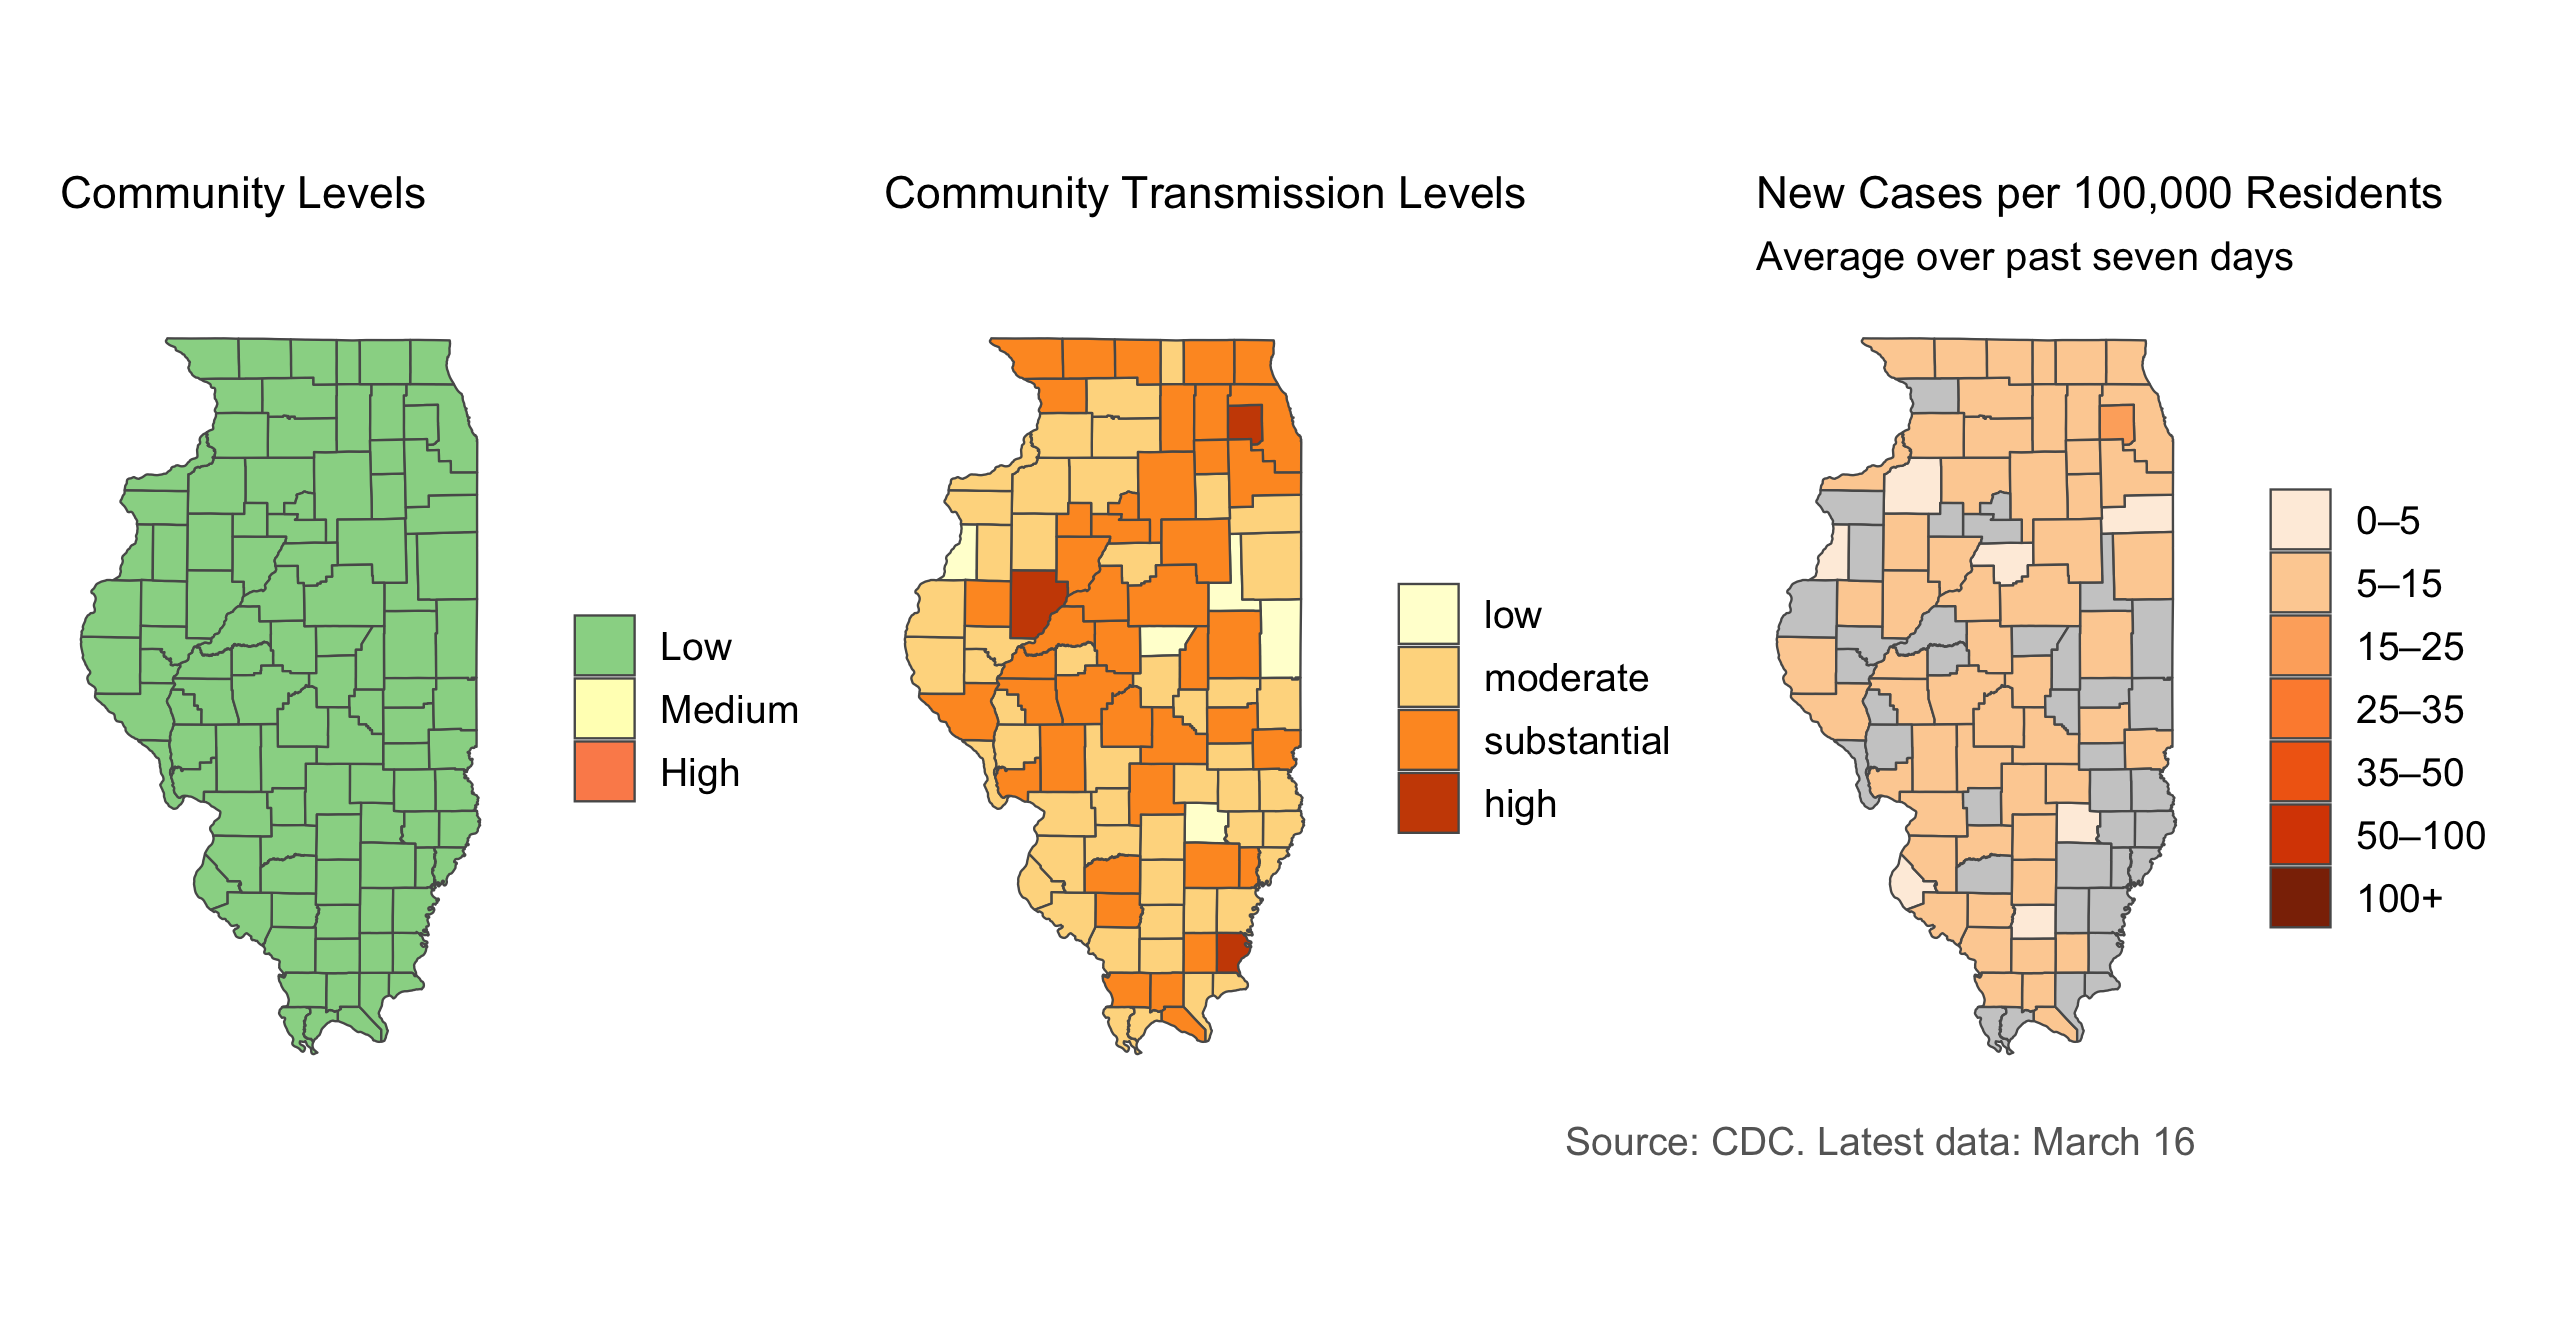 Community Levels
Low
Medium
High
Community Transmission Levels
low
moderate
substantial
high
New Cases per 100,000 Residents
Average over past seven days
0–5
5–15
15–25
25–35
35–50
50–100
100+
Source: CDC. Latest data: March 16